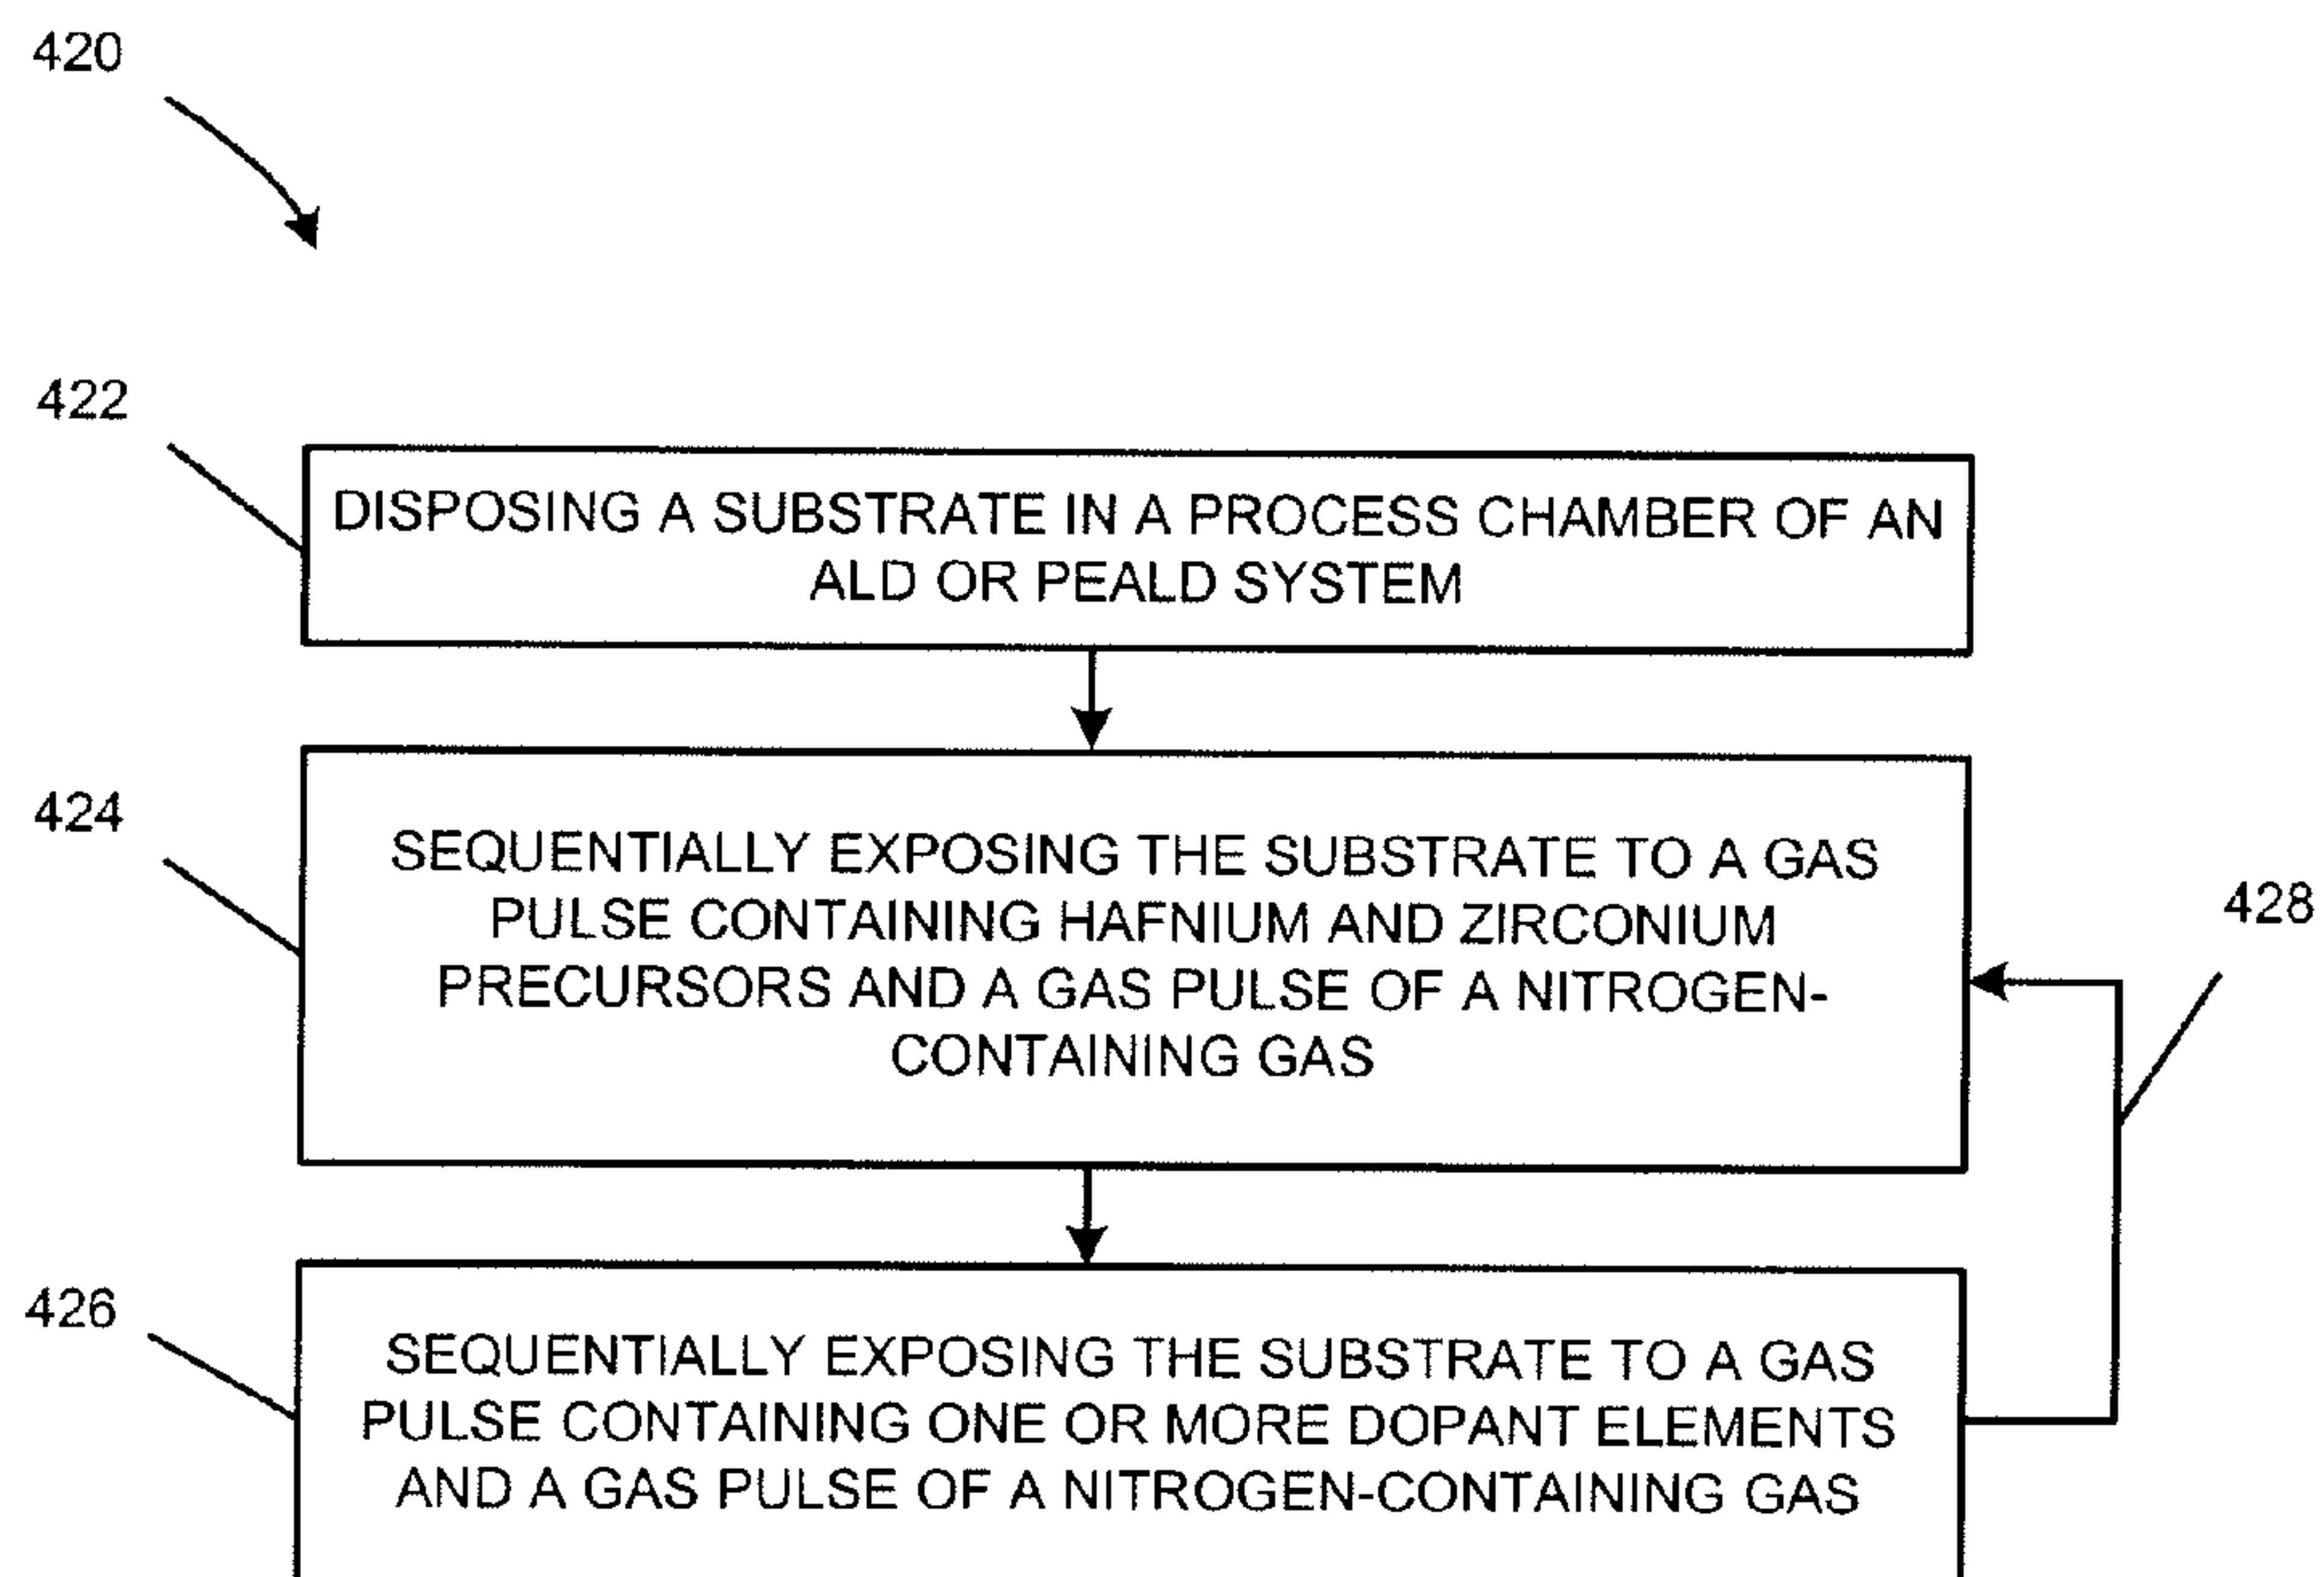 420
422
DISPOSING A SUBSTRATE IN A PROCESS CHAMBER OF AN
ALD OR PEALD SYSTEM
424
SEQUENTIALLY EXPOSING THE SUBSTRATE TO A GAS
PULSE CONTAINING HAFNIUM AND ZIRCONIUM
PRECURSORS AND A GAS PULSE OF A NITROGEN-
CONTAINING GAS
428
426
SEQUENTIALLY EXPOSING THE SUBSTRATE TO A GAS
PULSE CONTAINING ONE OR MORE DOPANT ELEMENTS
AND A GAS PULSE OF A NITROGEN-CONTAINING GAS